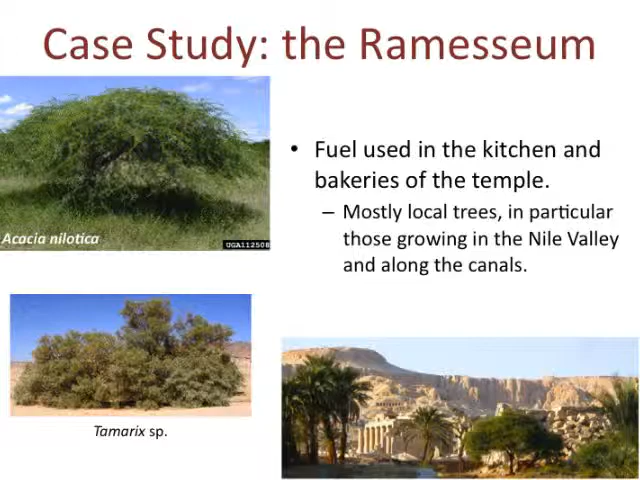 Case Study: the Ramesseum
• Fuel used in the kitchen and
bakeries of the temple.
– Mostly local trees, in particular
those growing in the Nile Valley
and along the canals.
Acacia nilotica
UGA112508
Tamarix sp.